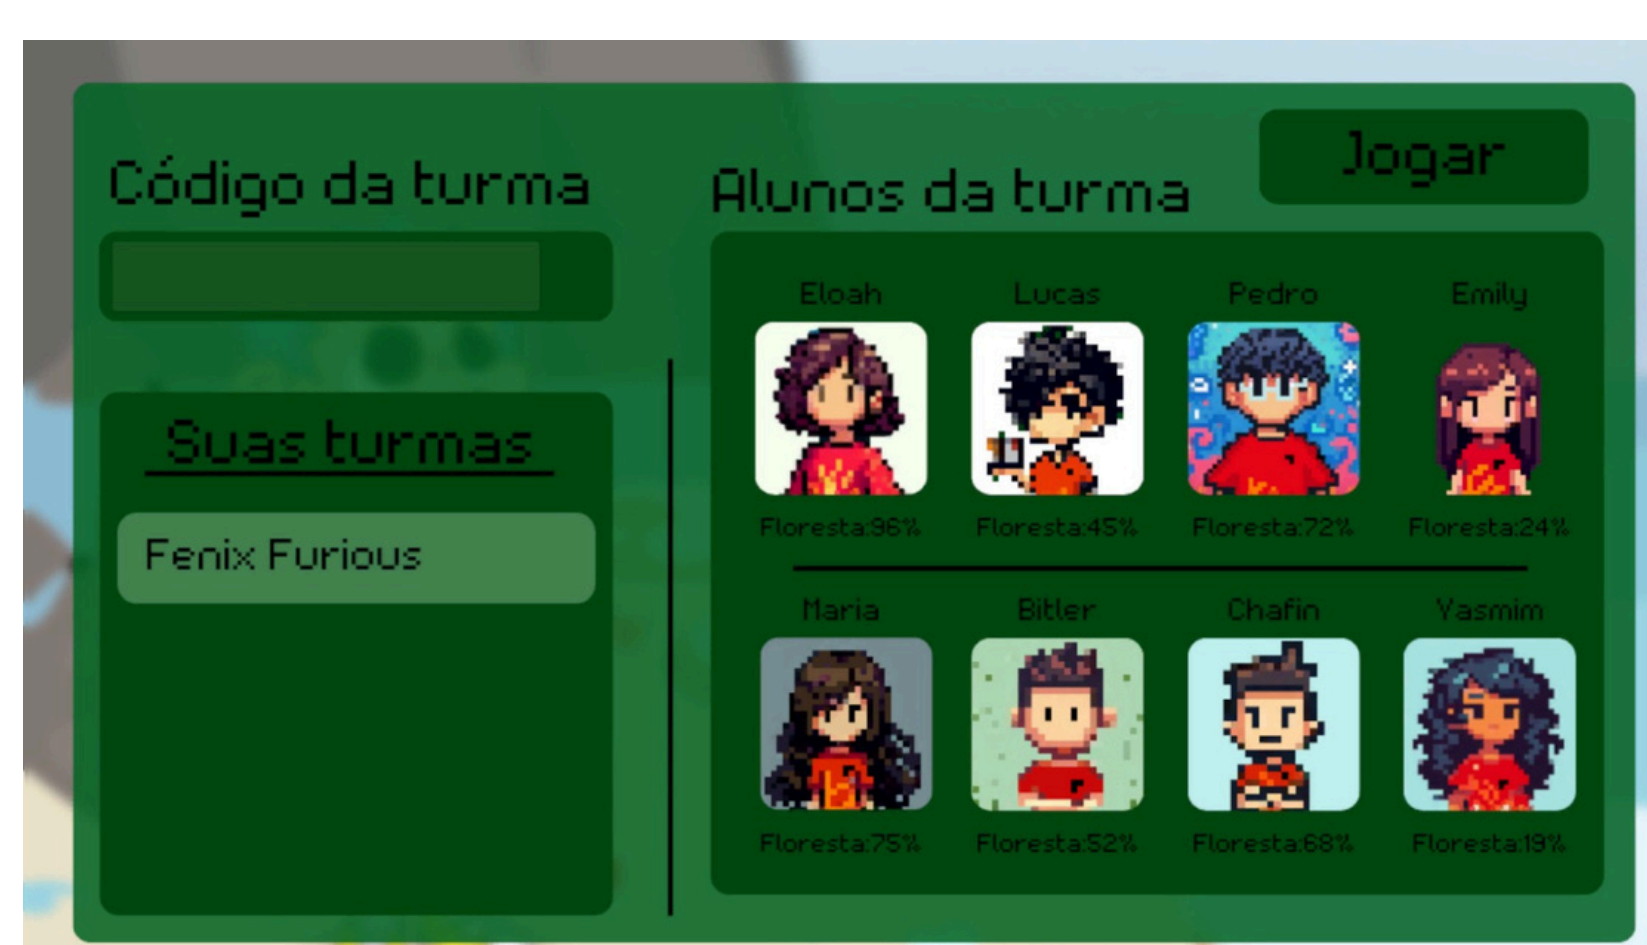 Código da turma
Suas turmas
Fenix Furious
Alunos da turma
Jogar
Eloah Lucas Pedro Emily
Floresta:96% Floresta:45% Floresta:72% Floresta:24%
Maria Bitler Chafin Yasmim
Floresta:75% Floresta:52% Floresta:68% Floresta:19%